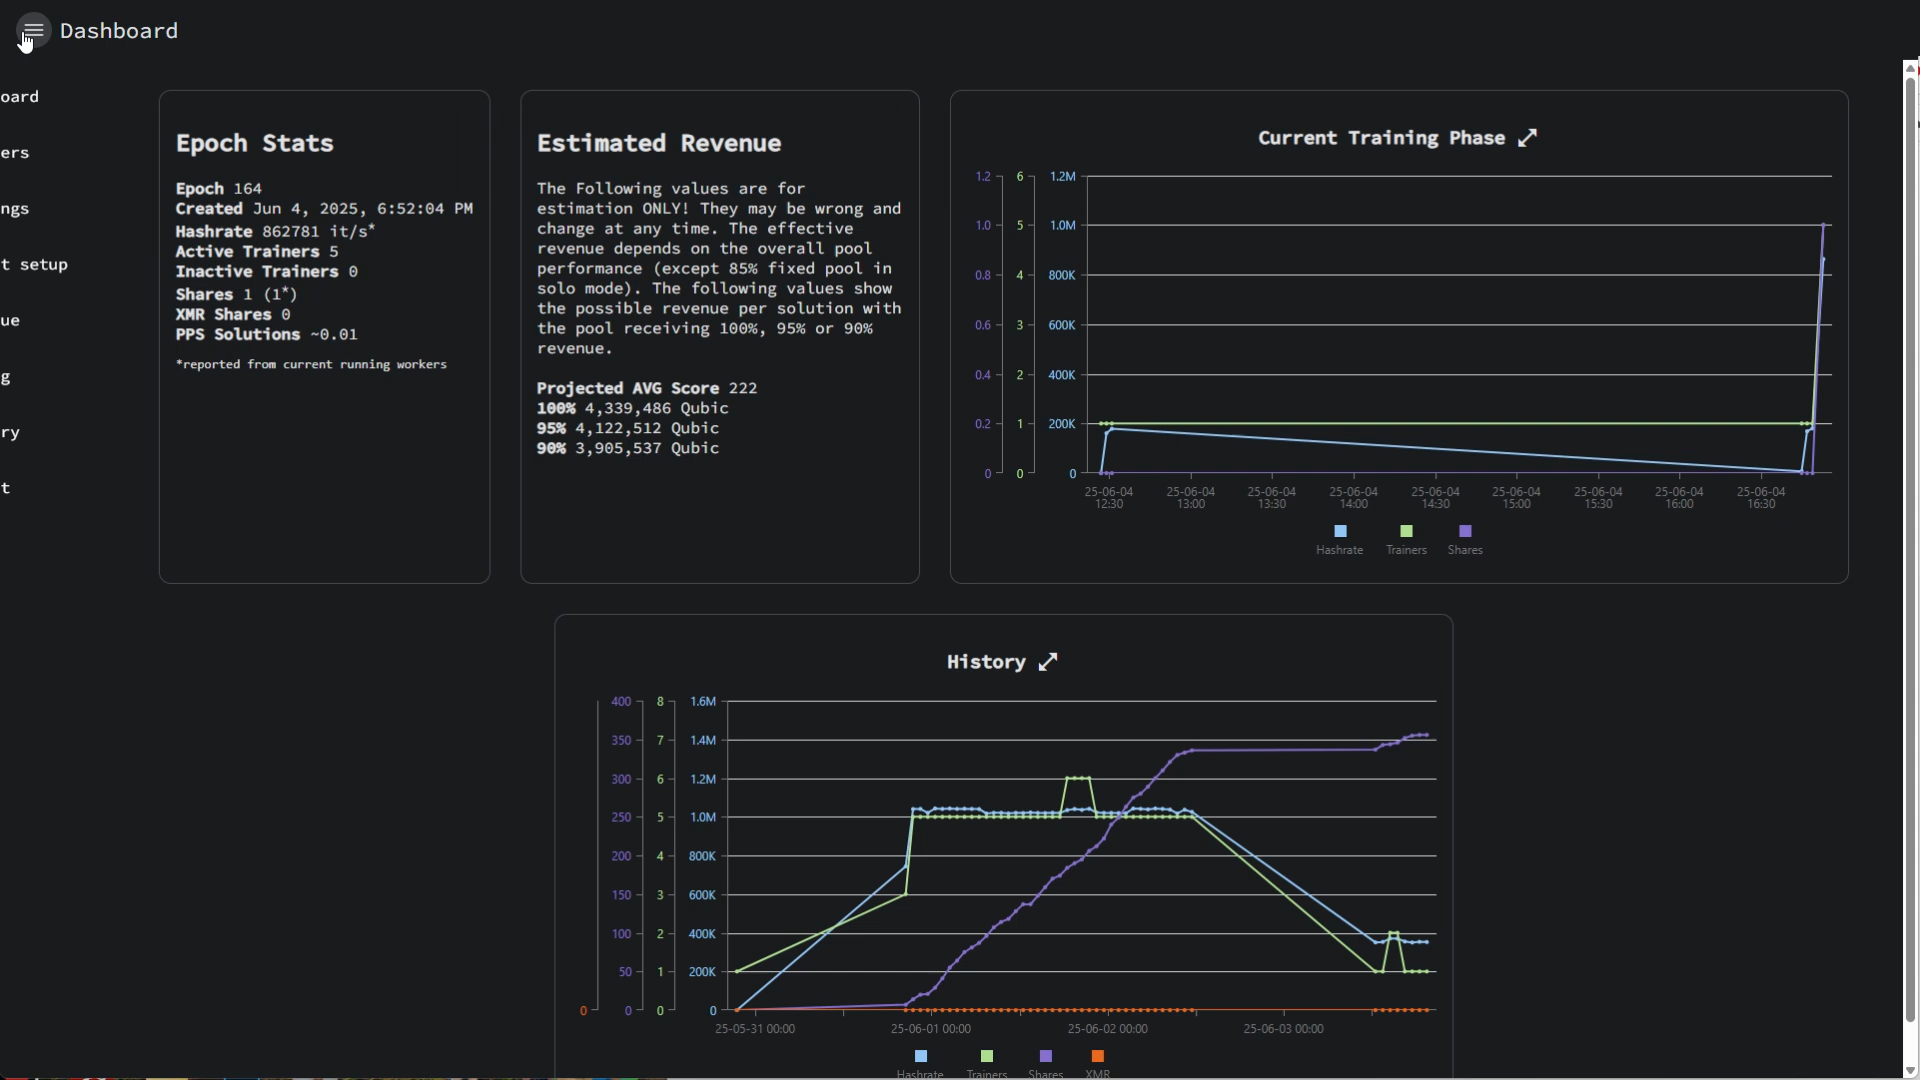 Dashboard
oard
ers
ngs
t setup
ue
g
ry
t
Epoch Stats
Epoch 164
Created Jun 4, 2025, 6:52:04 PM
Hashrate 862781 it/s*
Active Trainers 5
Inactive Trainers 0
Shares 1 (1*)
XMR Shares 0
PPS Solutions ~0.01
*reported from current running workers
Estimated Revenue
The Following values are for
estimation ONLY! They may be wrong and
change at any time. The effective
revenue depends on the overall pool
performance (except 85% fixed pool in
solo mode). The following values show
the possible revenue per solution with
the pool receiving 100%, 95% or 90%
revenue.
Projected AVG Score 222
100% 4,339,486 Qubic
95% 4,122,512 Qubic
90% 3,905,537 Qubic
Current Training Phase
1.2 6 1.2M
1.0 5 1.0M
0.8 4 800K
0.6 3 600K
0.4 2 400K
0.2 1 200K
0 0 0
25-06-04 25-06-04 25-06-04 25-06-04 25-06-04 25-06-04 25-06-04 25-06-04 25-06-04
12:30 13:00 13:30 14:00 14:30 15:00 15:30 16:00 16:30
Hashrate Trainers Shares
History
400 8 1.6M
350 7 1.4M
300 6 1.2M
250 5 1.0M
200 4 800K
150 3 600K
100 2 400K
50 1 200K
0 0 0 0
25-05-31 00:00 25-06-01 00:00 25-06-02 00:00 25-06-03 00:00
Hashrate Trainers Shares XMR